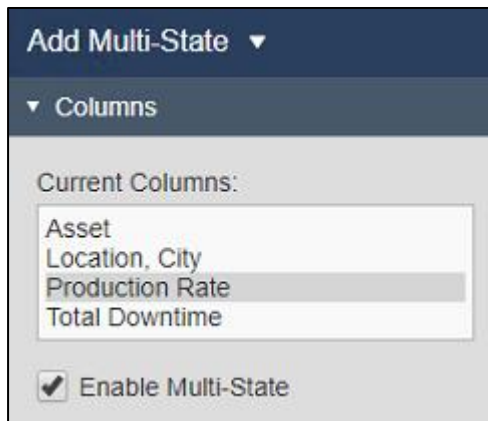 Add Multi-State
Columns
Current Columns:
Asset
Location, City
Production Rate
Total Downtime
Enable Multi-State